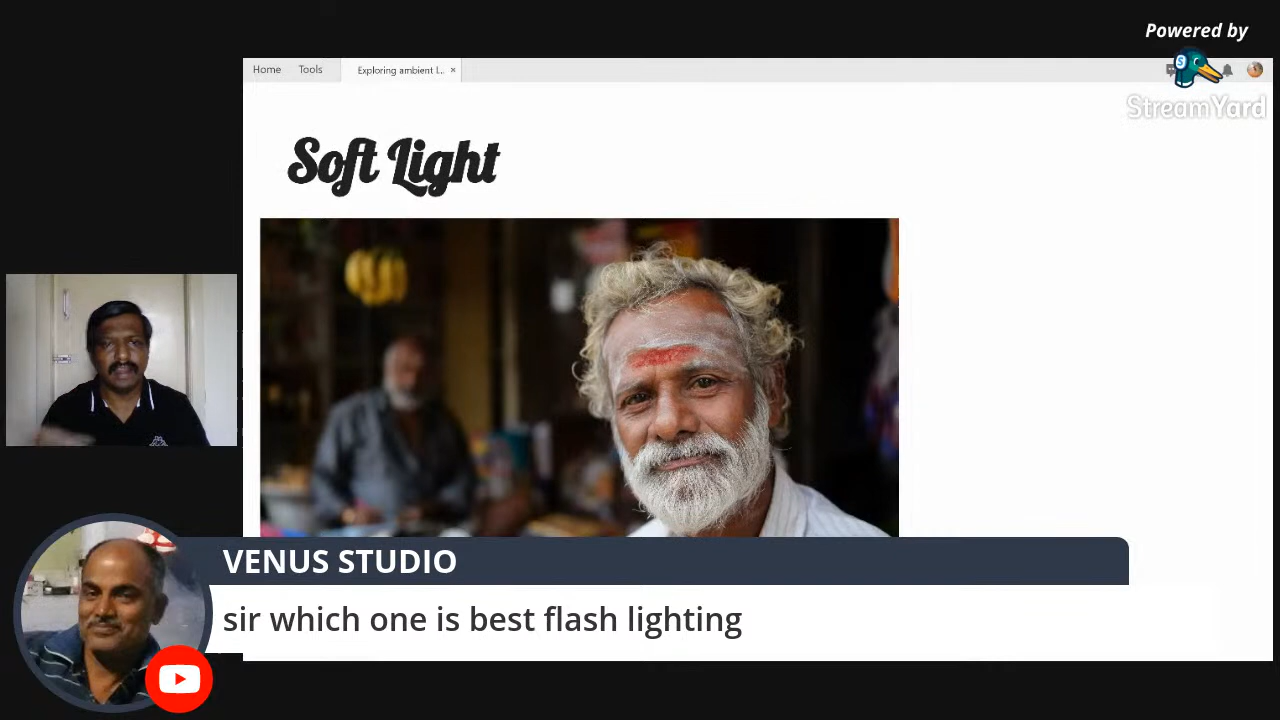 Powered by
StreamYard
Home Tools Exploring ambient l... ×
Soft Light
VENUS STUDIO
sir which one is best flash lighting